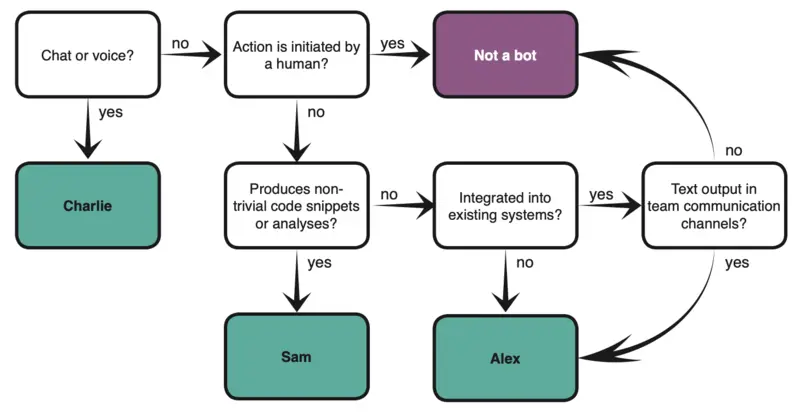 Chat or voice?
no
Action is initiated by
a human?
yes
Not a bot
yes
no
no
Charlie
Produces non-
trivial code snippets
or analyses?
no
Integrated into
existing systems?
yes
Text output in
team communication
channels?
yes
no
yes
Sam
Alex